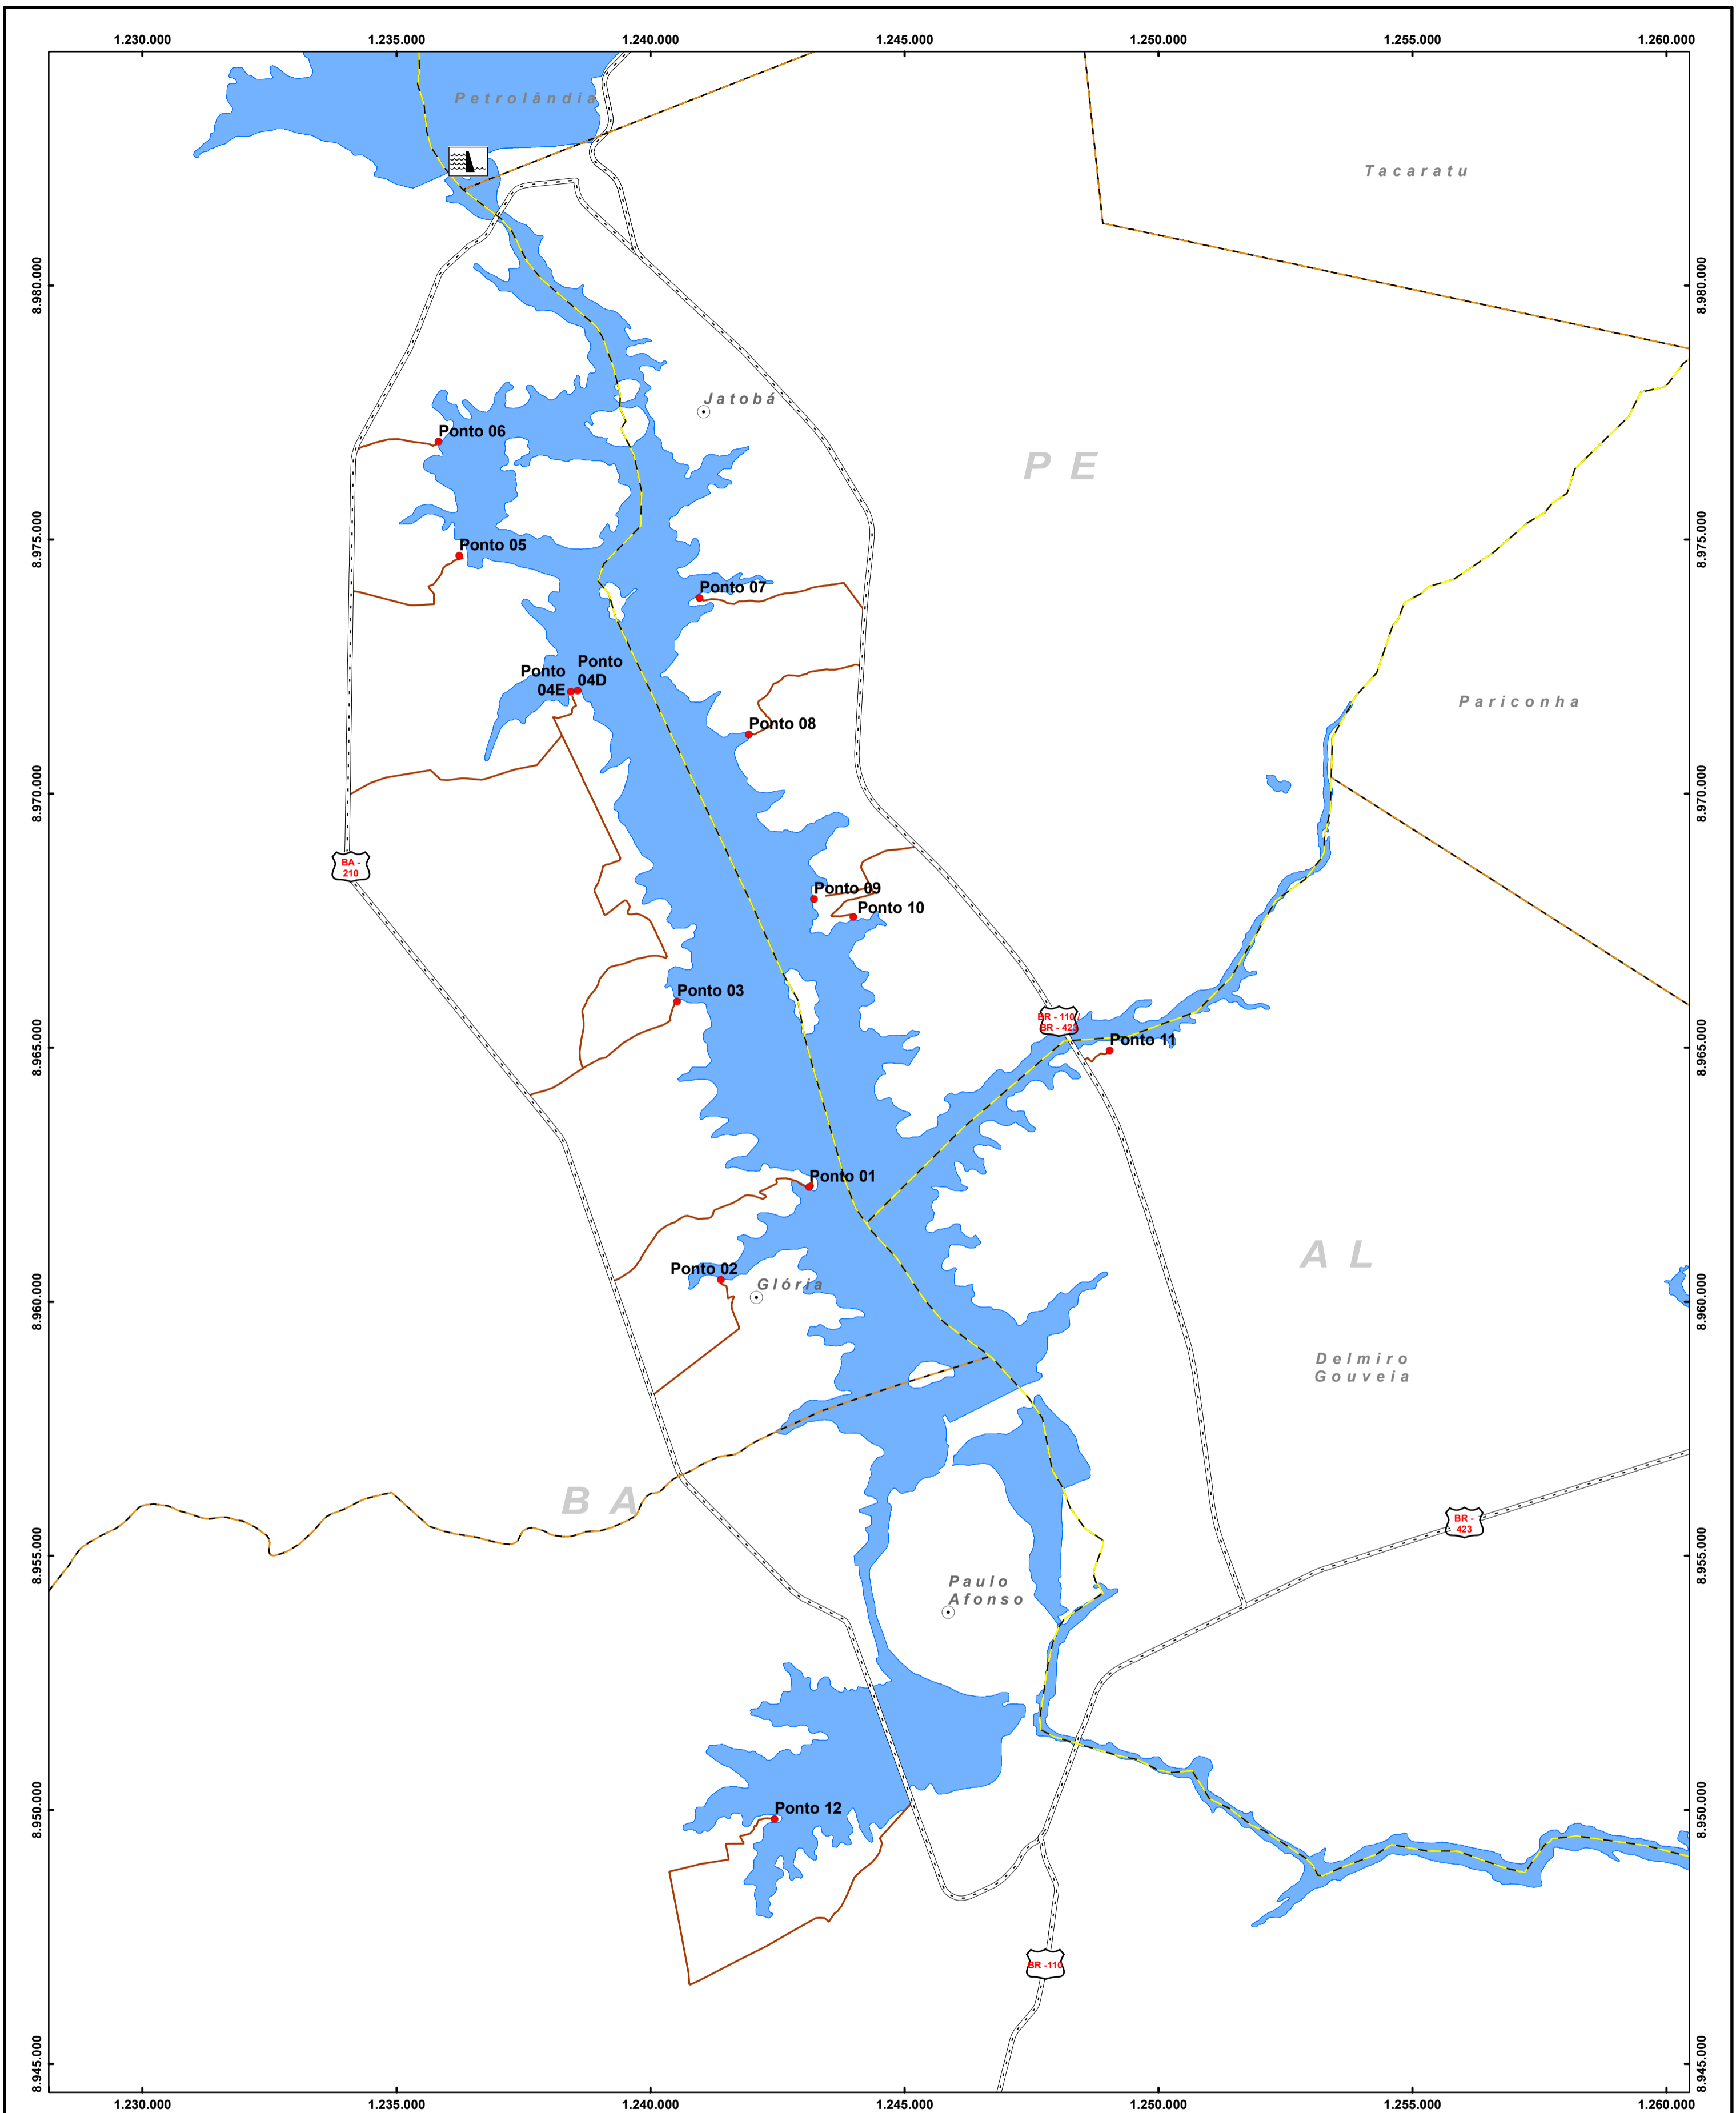 1.230.000 1.235.000 1.240.000 1.245.000 1.250.000 1.255.000 1.260.000
Petrolândia
Tacaratu
8.980.000 8.980.000
Jatobá
Ponto 06
PE
8.975.000 8.975.000
Ponto 05
Ponto 07
Ponto
04E
Ponto
04D
Pariconha
Ponto 08
8.970.000 8.970.000
BA -
210
Ponto 09
Ponto 10
Ponto 03
BR - 110 /
BR - 423
Ponto 11
8.965.000 8.965.000
Ponto 01
AL
Ponto 02
Glória
8.960.000 8.960.000
Delmiro
Gouveia
BA
BR -
423
8.955.000 8.955.000
Paulo
Afonso
Ponto 12
8.950.000 8.950.000
BR -110
8.945.000 8.945.000
1.230.000 1.235.000 1.240.000 1.245.000 1.250.000 1.255.000 1.260.000